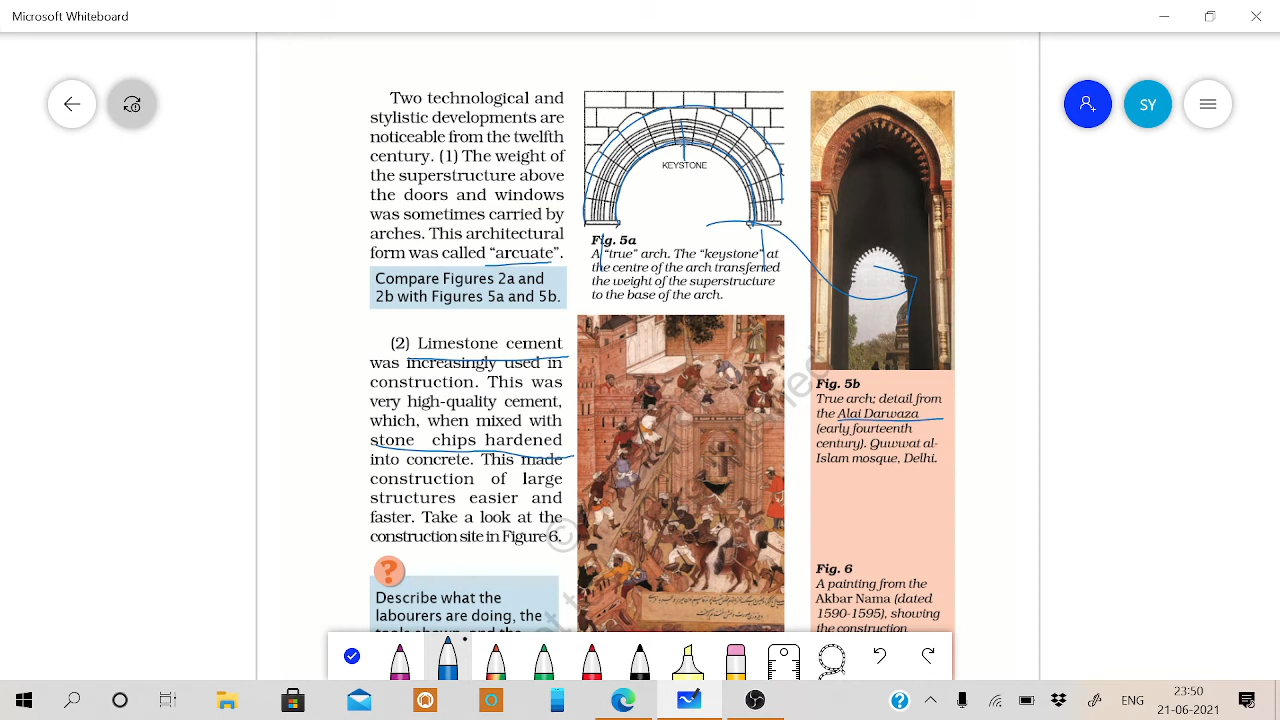 Microsoft Whiteboard
SY
Two technological and
stylistic developments are
noticeable from the twelfth
century. (1) The weight of
the superstructure above
the doors and windows
was sometimes carried by
arches. This architectural
form was called “arcuate”.
Compare Figures 2a and
2b with Figures 5a and 5b.
(2) Limestone cement
was increasingly used in
construction. This was
very high-quality cement,
which, when mixed with
stone chips hardened
into concrete. This made
construction of large
structures easier and
faster. Take a look at the
construction site in Figure 6.
?
Describe what the
labourers are doing, the
KEYSTONE
Fig. 5a
A “true” arch. The “keystone” at
the centre of the arch transferred
the weight of the superstructure
to the base of the arch.
Fig. 5b
True arch; detail from
the Alai Darwaza
(early fourteenth
century). Quwwat al-
Islam mosque, Delhi.
Fig. 6
A painting from the
Akbar Nama (dated
1590-1595), showing
the construction
ENG
23:50
21-06-2021